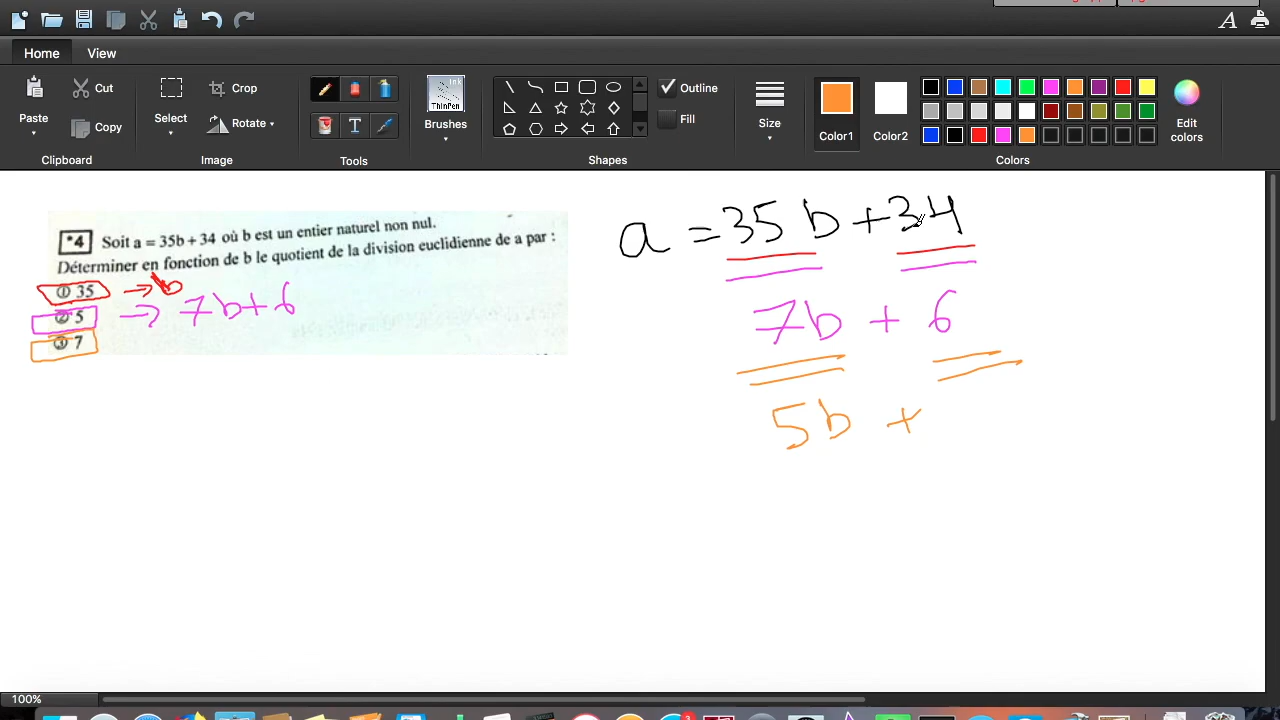 Home View
Cut
Copy
Paste
Clipboard
Select
Crop
Rotate
Image
Tools
Ink
ThinPen
Brushes
Outline
Fill
Shapes
Size
Color1
Color2
Edit colors
Colors
*4 Soit a = 35b + 34 où b est un entier naturel non nul.
Déterminer en fonction de b le quotient de la division euclidienne de a par :
① 35 → b
② 5 → 7b+6
③ 7
a = 35b + 34
7b + 6
5b +
100%